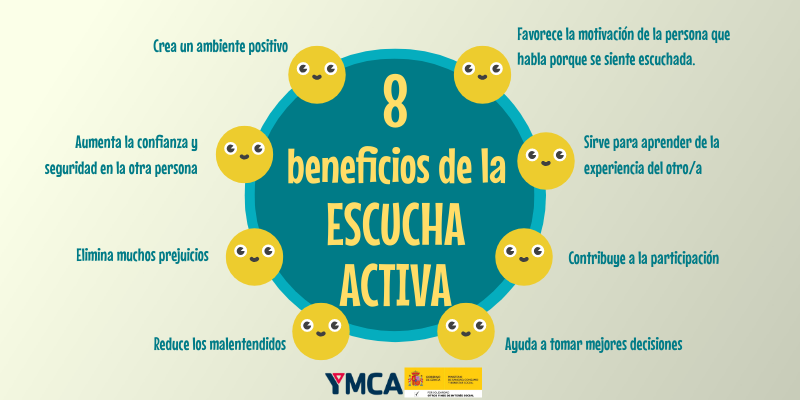 8
beneficios de la
ESCUCHA
ACTIVA
Crea un ambiente positivo
Aumenta la confianza y
seguridad en la otra persona
Elimina muchos prejuicios
Reduce los malentendidos
Favorece la motivación de la persona que
habla porque se siente escuchada.
Sirve para aprender de la
experiencia del otro/a
Contribuye a la participación
Ayuda a tomar mejores decisiones
YMCA